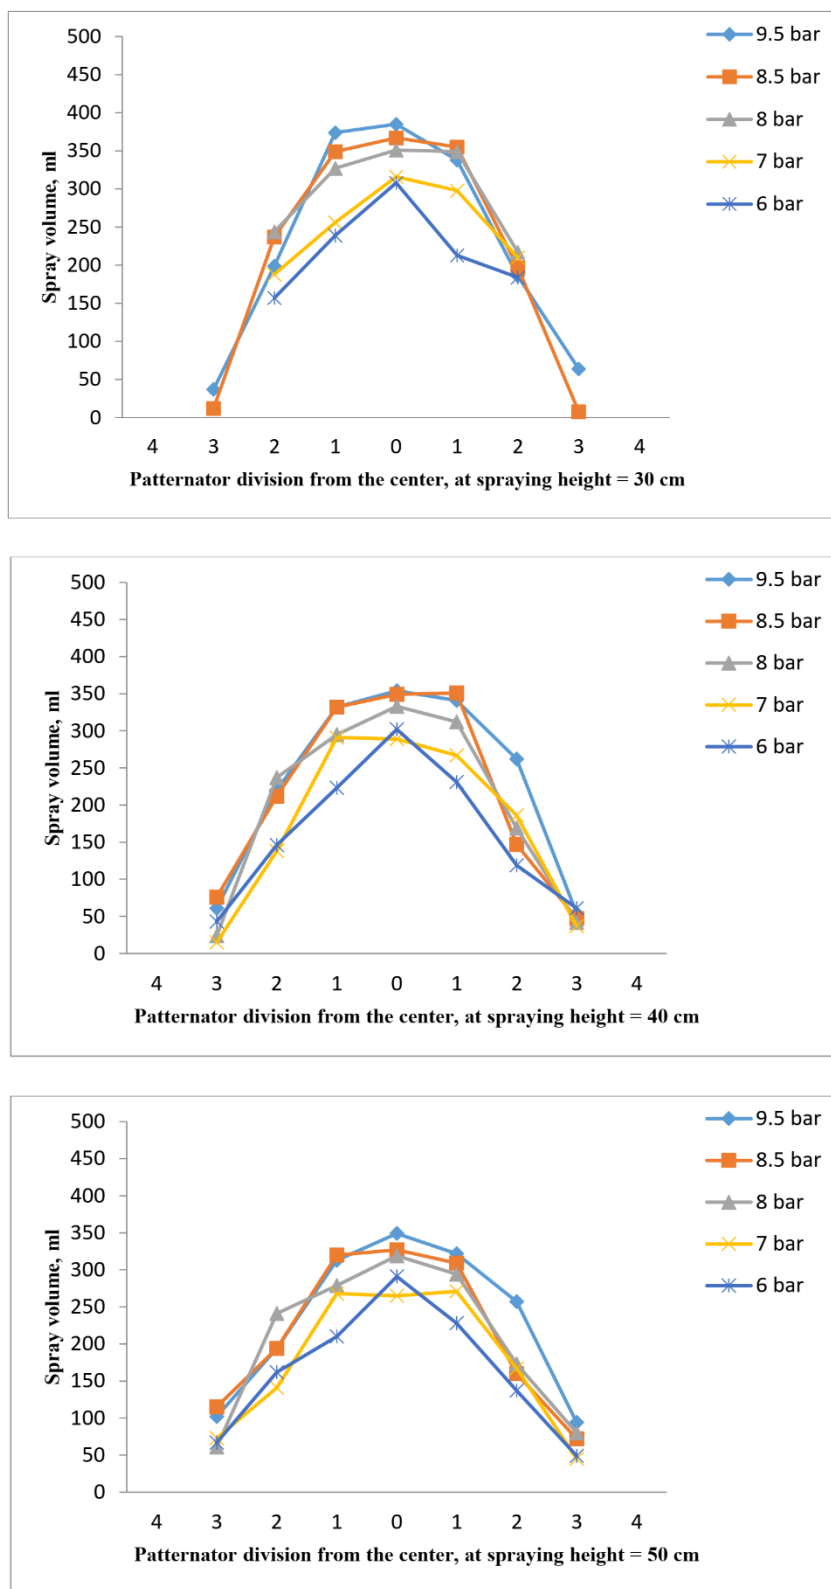 500
450
400
350
300
250
200
150
100
50
0
Spray volume, ml
4 3 2 1 0 1 2 3 4
Patternator division from the center, at spraying height = 30 cm
9.5 bar
8.5 bar
8 bar
7 bar
6 bar
500
450
400
350
300
250
200
150
100
50
0
Spray volume, ml
4 3 2 1 0 1 2 3 4
Patternator division from the center, at spraying height = 40 cm
9.5 bar
8.5 bar
8 bar
7 bar
6 bar
500
450
400
350
300
250
200
150
100
50
0
Spray volume, ml
4 3 2 1 0 1 2 3 4
Patternator division from the center, at spraying height = 50 cm
9.5 bar
8.5 bar
8 bar
7 bar
6 bar